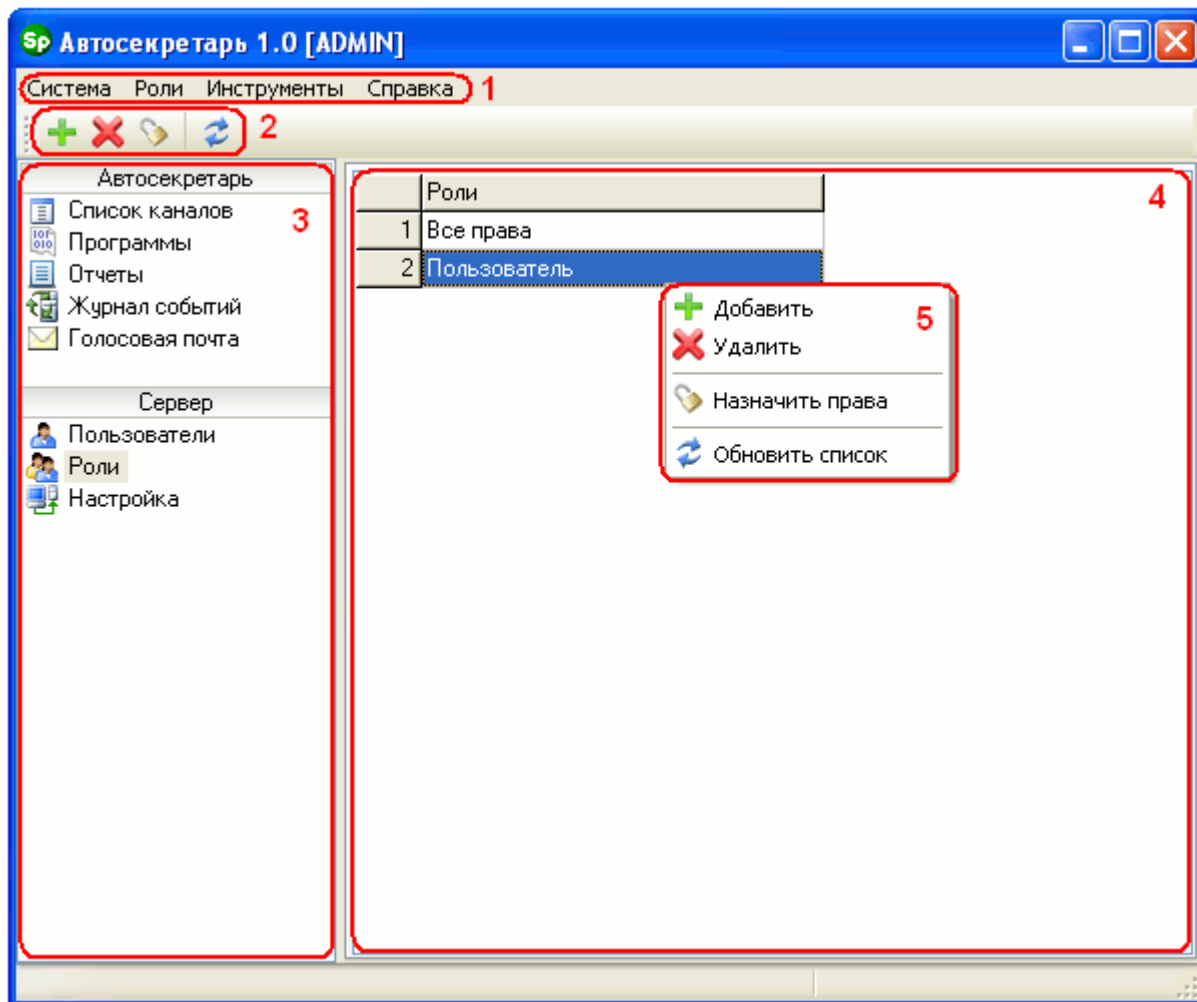 Sp Автосекретарь 1.0 [ADMIN]
Система Роли Инструменты Справка 1
2
Автосекретарь
Список каналов
Программы
Отчеты
Журнал событий
Голосовая почта
3
Сервер
Пользователи
Роли
Настройка
Роли
1 Все права
2 Пользователь
4
Добавить
Удалить
Назначить права
Обновить список
5